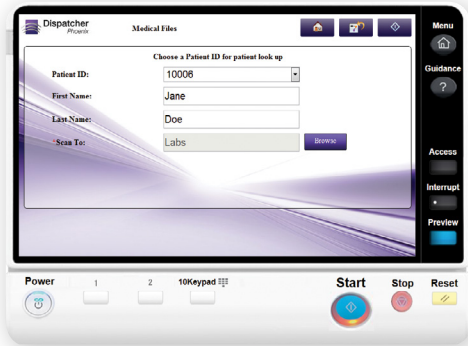 Dispatcher
Phoenix
Medical Files
Menu
Choose a Patient ID for patient look up
Patient ID: 10006
First Name: Jane
Last Name: Doe
*Scan To: Labs Browse
Guidance
?
Access
Interrupt
Preview
Power 1 2 10Keypad Start Stop Reset